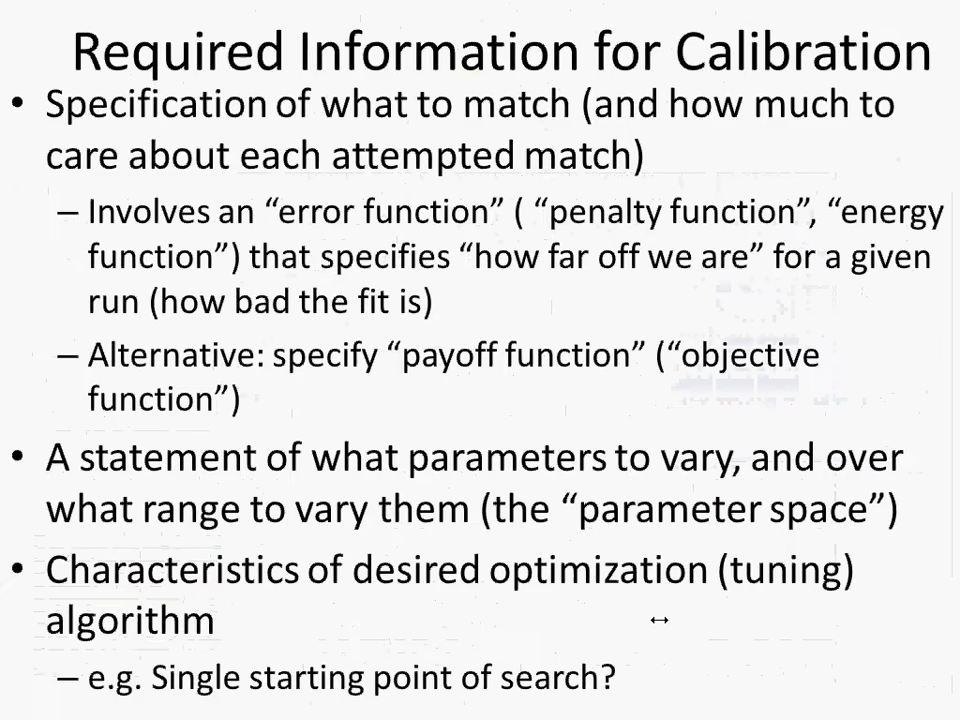 Required Information for Calibration
• Specification of what to match (and how much to
care about each attempted match)
– Involves an “error function” ( “penalty function”, “energy
function”) that specifies “how far off we are” for a given
run (how bad the fit is)
– Alternative: specify “payoff function” (“objective
function”)
• A statement of what parameters to vary, and over
what range to vary them (the “parameter space”)
• Characteristics of desired optimization (tuning)
algorithm
– e.g. Single starting point of search?